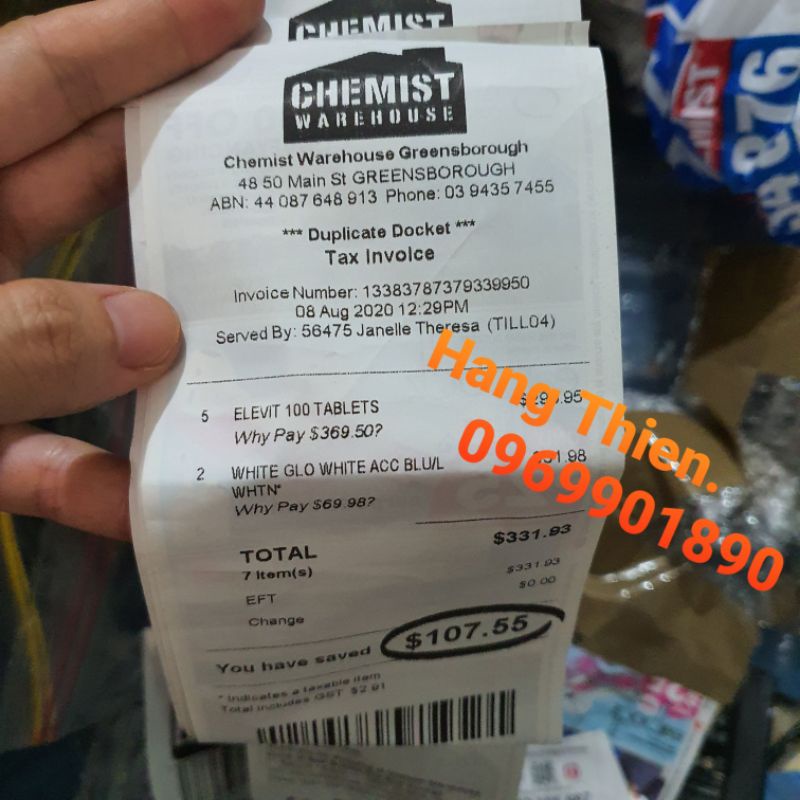 CHEMIST
CHEMIST
WAREHOUSE
Chemist Warehouse Greensborough
48 50 Main St GREENSBOROUGH
ABN: 44 087 648 913 Phone: 03 9435 7455
*** Duplicate Docket ***
Tax Invoice
Invoice Number: 13383787379339950
08 Aug 2020 12:29PM
Served By: 56475 Janelle Theresa (TILL04)
5 ELEVIT 100 TABLETS
Why Pay $369.50?
2 WHITE GLO WHITE ACC BLU/L
WHTN*
Why Pay $69.98?
TOTAL $331.93
7 Item(s) $331.93
EFT $0.00
Change
You have saved $107.55
* Indicates a taxable item
Total includes GST $2.91
Hang Thien.
0969901890